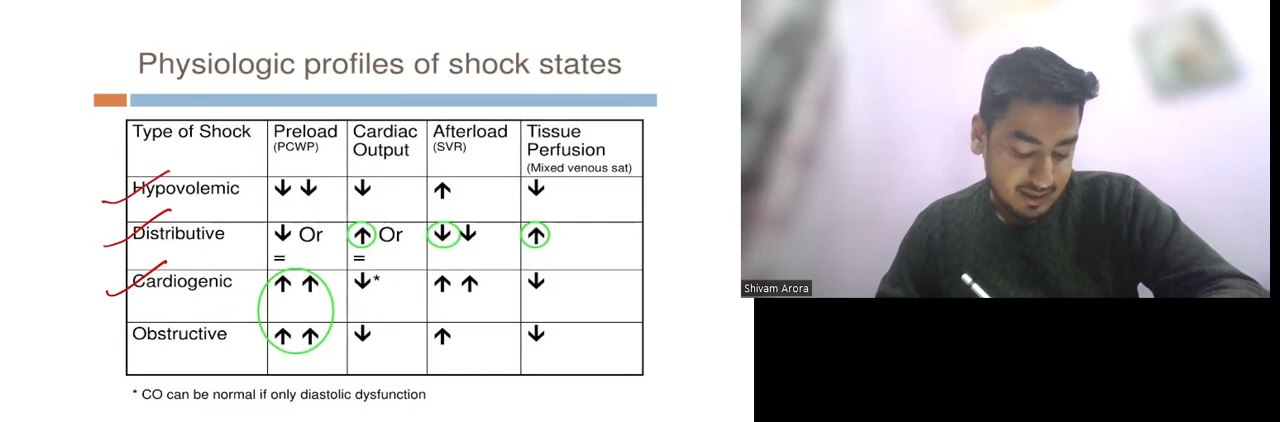 Physiologic profiles of shock states
Type of Shock Preload (PCWP) Cardiac Output Afterload (SVR) Tissue Perfusion (Mixed venous sat)
Hypovolemic ↓ ↓ ↓ ↑ ↓
Distributive ↓ Or = ↑ Or = ↓ ↓ ↑
Cardiogenic ↑ ↑ ↓* ↑ ↑ ↓
Obstructive ↑ ↑ ↓ ↑ ↓
* CO can be normal if only diastolic dysfunction
Shivam Arora